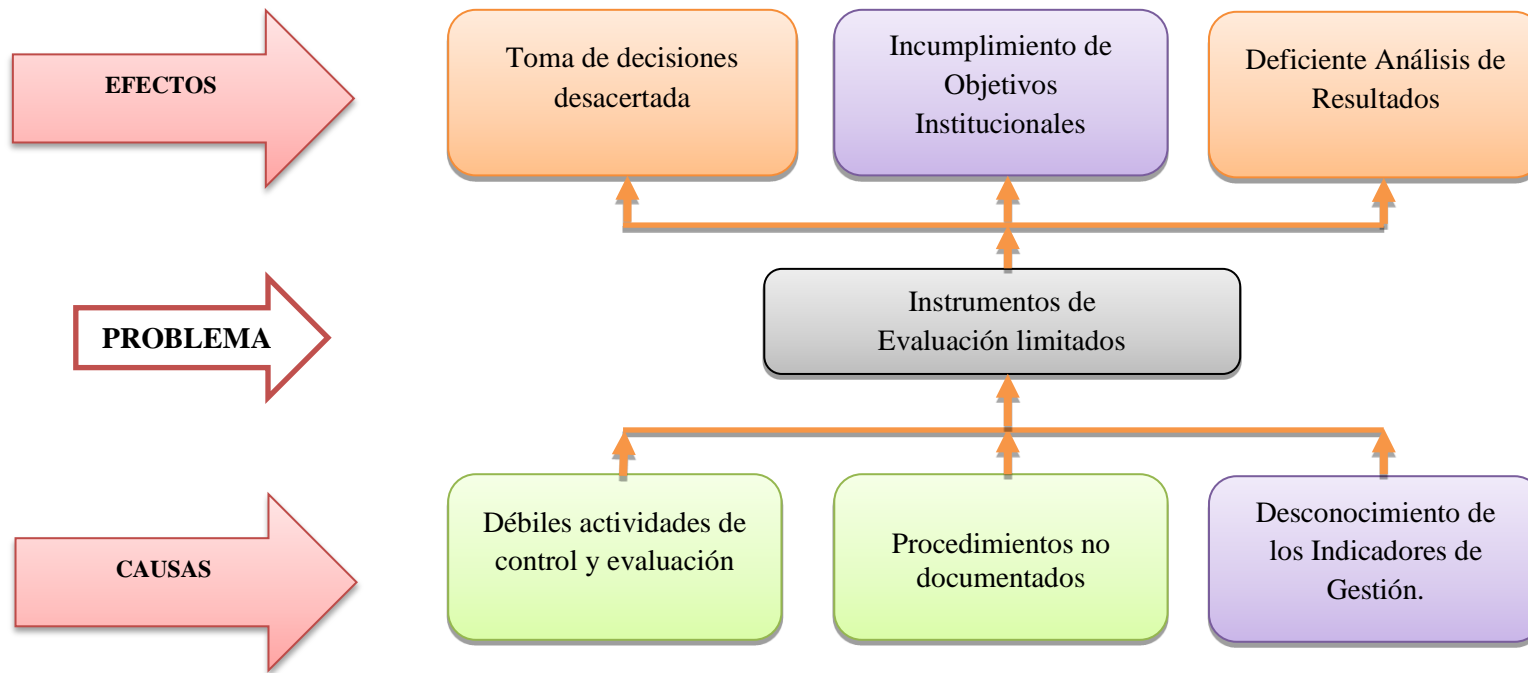 EFECTOS
Toma de decisiones
desacertada
Incumplimiento de
Objetivos
Institucionales
Deficiente Análisis de
Resultados
PROBLEMA
Instrumentos de
Evaluación limitados
CAUSAS
Débiles actividades de
control y evaluación
Procedimientos no
documentados
Desconocimiento de
los Indicadores de
Gestión.